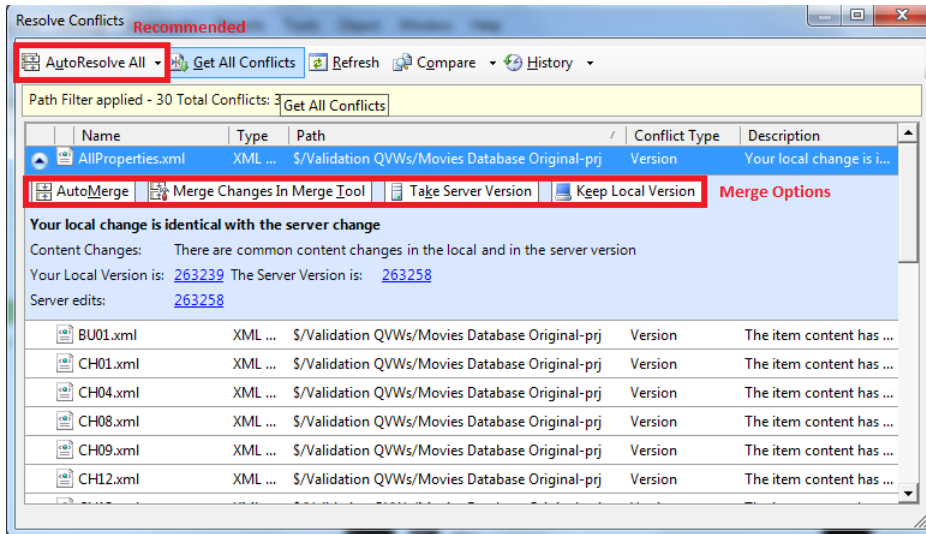 Resolve Conflicts
Recommended
AutoResolve All Get All Conflicts Refresh Compare History
Path Filter applied - 30 Total Conflicts: 3
Get All Conflicts
Name Type Path Conflict Type Description
AllProperties.xml XML ... $/Validation QVWs/Movies Database Original-prj Version Your local change is i...
AutoMerge Merge Changes In Merge Tool Take Server Version Keep Local Version Merge Options
Your local change is identical with the server change
Content Changes: There are common content changes in the local and in the server version
Your Local Version is: 263239 The Server Version is: 263258
Server edits: 263258
BU01.xml XML ... $/Validation QVWs/Movies Database Original-prj Version The item content has ...
CH01.xml XML ... $/Validation QVWs/Movies Database Original-prj Version The item content has ...
CH04.xml XML ... $/Validation QVWs/Movies Database Original-prj Version The item content has ...
CH08.xml XML ... $/Validation QVWs/Movies Database Original-prj Version The item content has ...
CH09.xml XML ... $/Validation QVWs/Movies Database Original-prj Version The item content has ...
CH12.xml XML ... $/Validation QVWs/Movies Database Original-prj Version The item content has ...